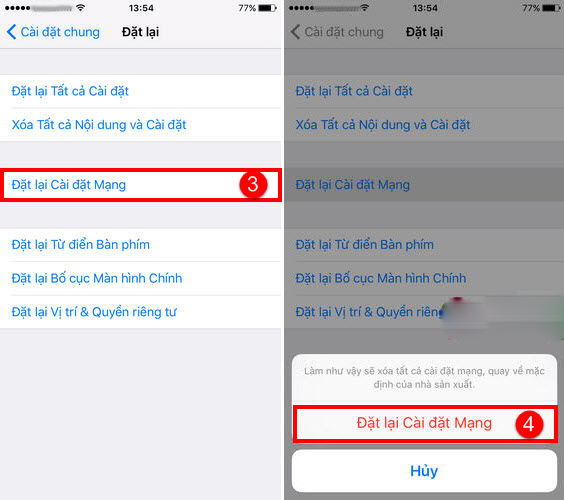 13:54
77%
Cài đặt chung
Đặt lại
Đặt lại Tất cả Cài đặt
Xóa Tất cả Nội dung và Cài đặt
Đặt lại Cài đặt Mạng
3
Đặt lại Từ điển Bàn phím
Đặt lại Bố cục Màn hình Chính
Đặt lại Vị trí & Quyền riêng tư
13:54
77%
Cài đặt chung
Đặt lại
Đặt lại Tất cả Cài đặt
Xóa Tất cả Nội dung và Cài đặt
Đặt lại Cài đặt Mạng
Đặt lại Từ điển Bàn phím
Đặt lại Bố cục Màn hình Chính
Đặt lại Vị trí & Quyền riêng
Làm như vậy sẽ xóa tất cả cài đặt mạng, quay về mặc
định của nhà sản xuất.
Đặt lại Cài đặt Mạng
4
Hủy